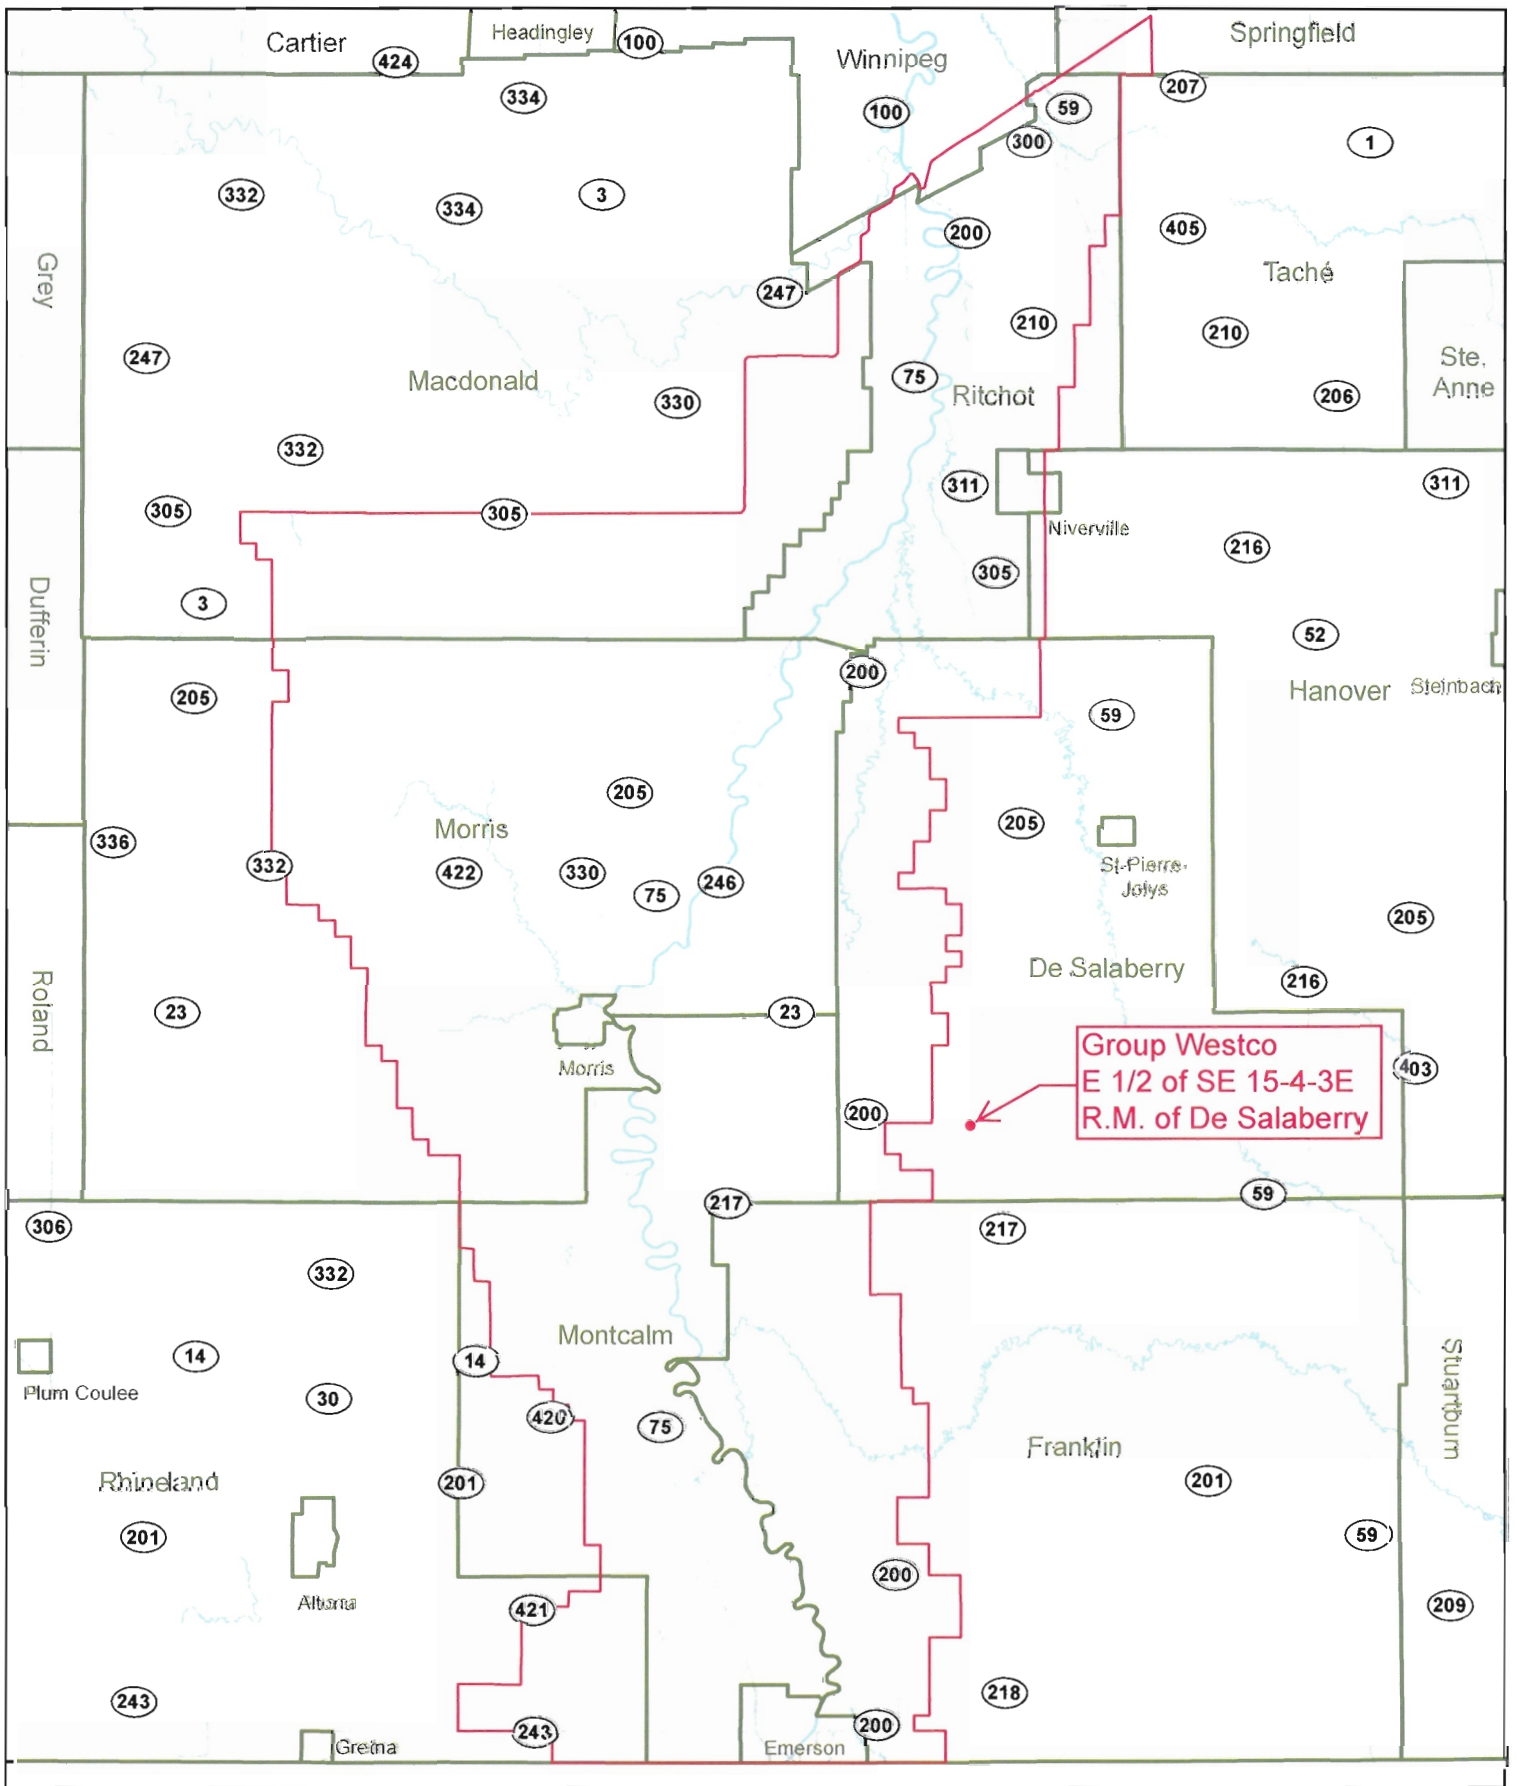 Cartier
Headingley
100
Winnipeg
Springfield
424
334
207
100
59
300
1
332
334
3
200
405
Grey
Taché
247
210
210
247
Macdonald
75
Ritchot
Ste.
Anne
330
206
332
311
311
305
305
Niverville
216
305
Dufferin
3
52
200
Hanover
Steinbach
205
59
205
Morris
205
336
332
422
330
75
246
St-Pierre-
Jolys
205
De Salaberry
216
Roland
23
23
Group Westco
E 1/2 of SE 15-4-3E
R.M. of De Salaberry
Morris
403
200
217
59
306
217
332
Montcalm
14
14
Plum Coulee
30
420
75
Franklin
Stuartburn
Rhineland
201
201
201
59
200
Altona
421
209
243
218
243
200
Gretna
Emerson